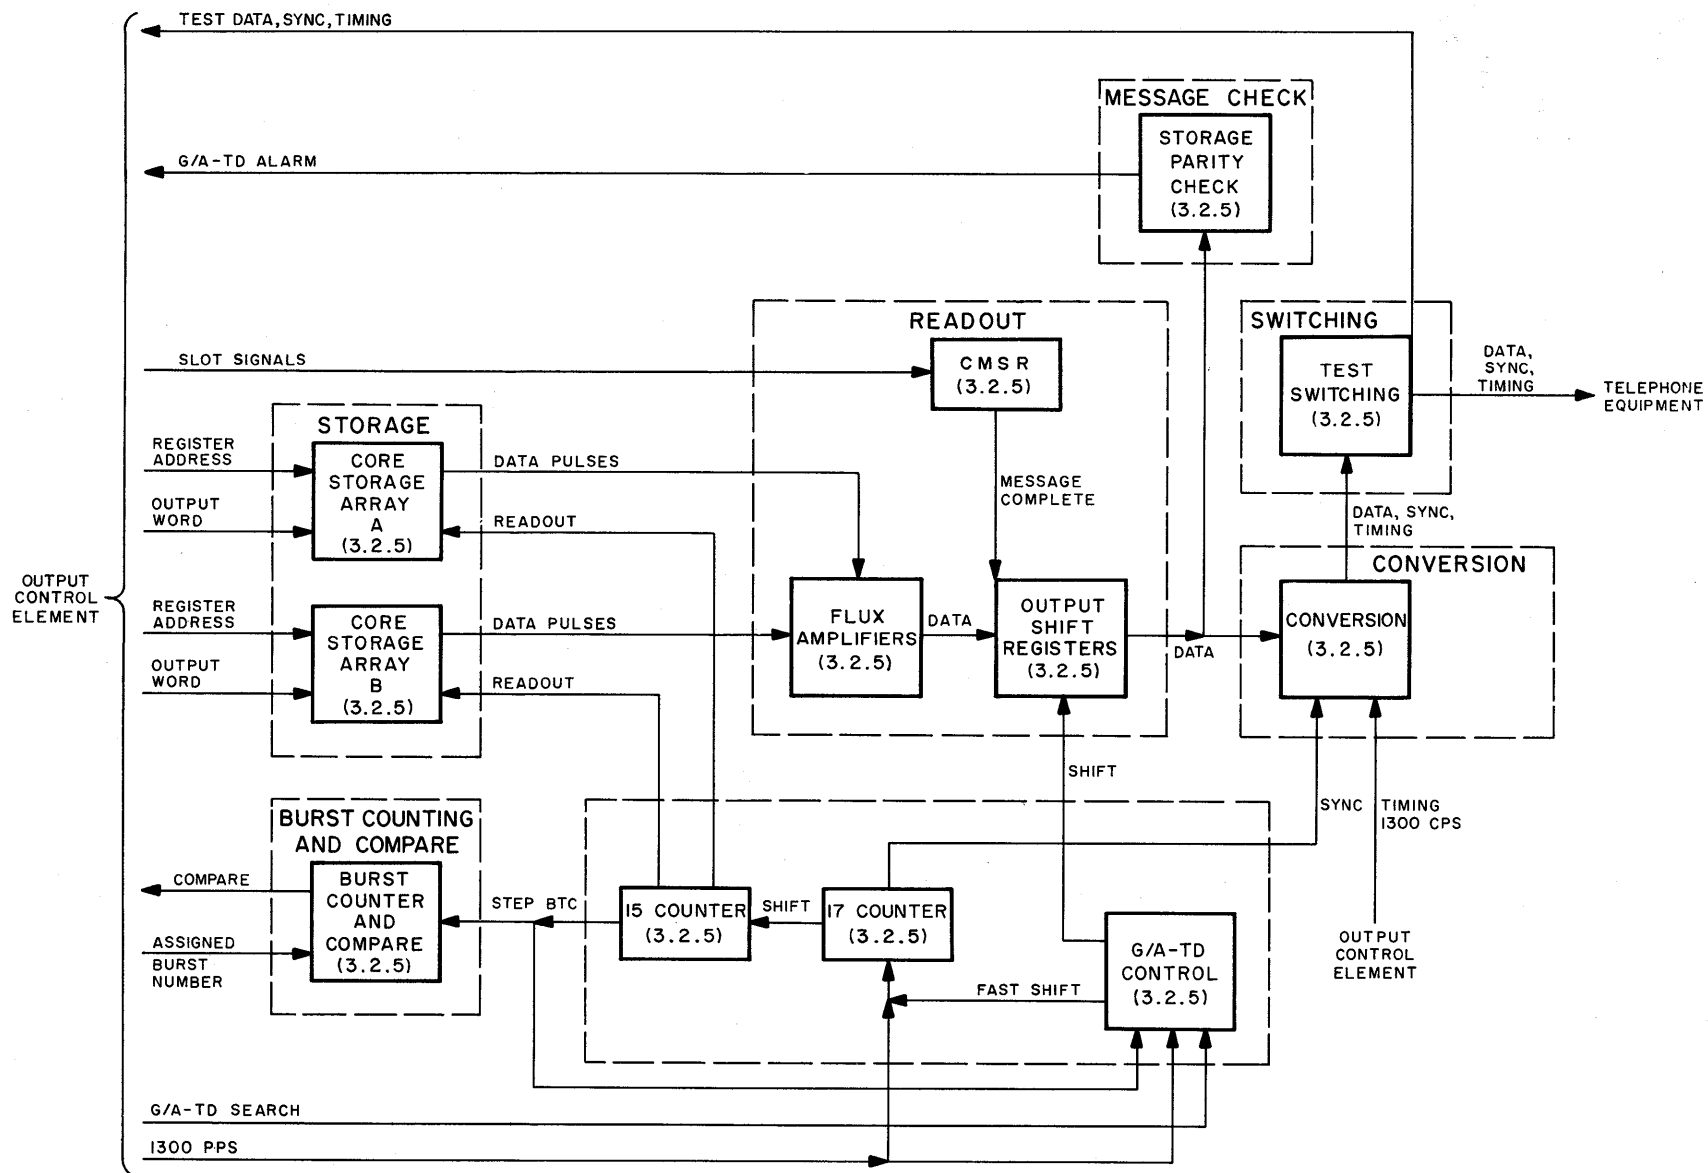 TEST DATA, SYNC, TIMING
MESSAGE CHECK
STORAGE
PARITY
CHECK
(3.2.5)
G/A-TD ALARM
READOUT
SWITCHING
SLOT SIGNALS
CMSR
(3.2.5)
TEST
SWITCHING
(3.2.5)
DATA,
SYNC,
TIMING
TELEPHONE
EQUIPMENT
STORAGE
REGISTER
ADDRESS
CORE
STORAGE
ARRAY
A
(3.2.5)
DATA PULSES
OUTPUT
WORD
READOUT
MESSAGE
COMPLETE
DATA, SYNC,
TIMING
CONVERSION
OUTPUT
CONTROL
ELEMENT
REGISTER
ADDRESS
CORE
STORAGE
ARRAY
B
(3.2.5)
DATA PULSES
OUTPUT
WORD
READOUT
FLUX
AMPLIFIERS
(3.2.5)
DATA
OUTPUT
SHIFT
REGISTERS
(3.2.5)
DATA
CONVERSION
(3.2.5)
SHIFT
SYNC
TIMING
1300 CPS
BURST COUNTING
AND COMPARE
COMPARE
BURST
COUNTER
AND
COMPARE
(3.2.5)
ASSIGNED
BURST
NUMBER
STEP BTC
15 COUNTER
(3.2.5)
SHIFT
17 COUNTER
(3.2.5)
G/A-TD
CONTROL
(3.2.5)
FAST SHIFT
OUTPUT
CONTROL
ELEMENT
G/A-TD SEARCH
1300 PPS